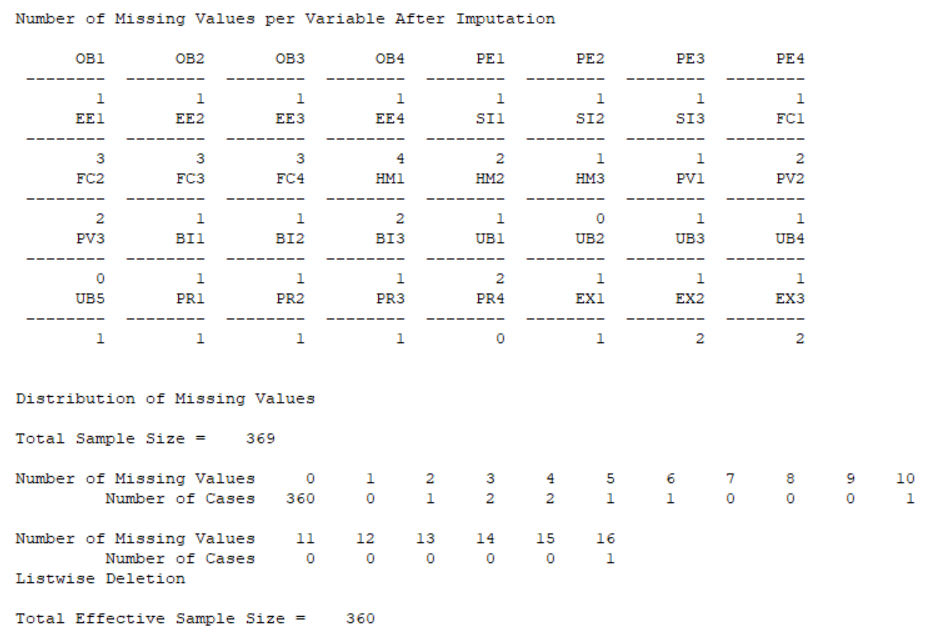 Number of Missing Values per Variable After Imputation
OB1 OB2 OB3 OB4 PE1 PE2 PE3 PE4
-------- -------- -------- -------- -------- -------- -------- --------
1 1 1 1 1 1 1 1
EE1 EE2 EE3 EE4 SI1 SI2 SI3 FC1
-------- -------- -------- -------- -------- -------- -------- --------
3 3 3 4 2 1 1 2
FC2 FC3 FC4 HM1 HM2 HM3 PV1 PV2
-------- -------- -------- -------- -------- -------- -------- --------
2 1 1 2 1 0 1 1
PV3 BI1 BI2 BI3 UB1 UB2 UB3 UB4
-------- -------- -------- -------- -------- -------- -------- --------
0 1 1 1 2 1 1 1
UB5 PR1 PR2 PR3 PR4 EX1 EX2 EX3
-------- -------- -------- -------- -------- -------- -------- --------
1 1 1 1 0 1 2 2
Distribution of Missing Values
Total Sample Size = 369
Number of Missing Values 0 1 2 3 4 5 6 7 8 9 10
Number of Cases 360 0 1 2 2 1 1 0 0 0 1
Number of Missing Values 11 12 13 14 15 16
Number of Cases 0 0 0 0 0 1
Listwise Deletion
Total Effective Sample Size = 360